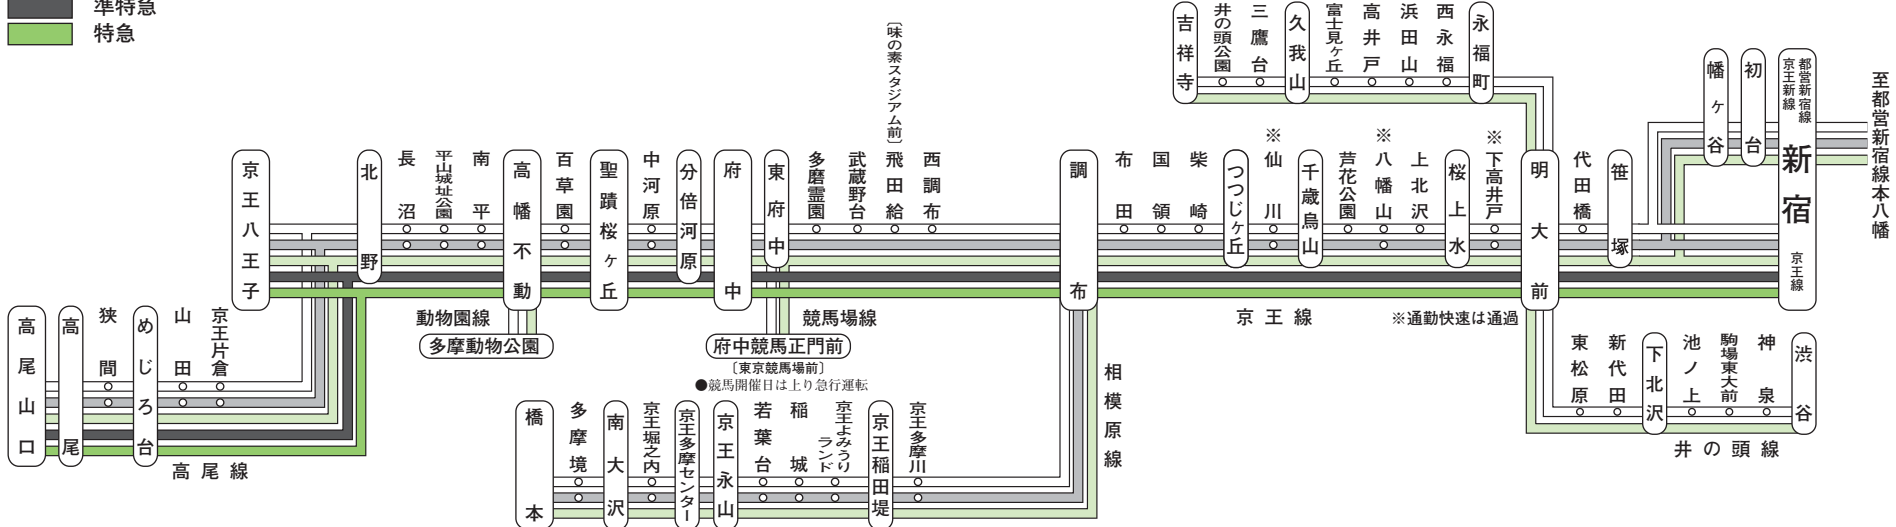 準特急
特急
吉祥寺
井の頭公園
三鷹台
久我山
富士見ヶ丘
高井戸
浜田山
西永福
永福町
幡ヶ谷
初台
都営新宿線
京王新線
新宿
京王線
至都営新宿線本八幡
京王八王子
北野
長沼
平山城址公園
南平
高幡不動
百草園
聖蹟桜ヶ丘
中河原
分倍河原
府中
東府中
多磨霊園
武蔵野台
〔味の素スタジアム前〕
飛田給
西調布
調布
布田
国領
柴崎
つつじヶ丘
※仙川
千歳烏山
芦花公園
※八幡山
上北沢
桜上水
※下高井戸
明大前
代田橋
笹塚
動物園線
多摩動物公園
競馬場線
府中競馬正門前
〔東京競馬場前〕
●競馬開催日は上り急行運転
京王線
※通勤快速は通過
高尾山口
高尾
狭間
めじろ台
山田
京王片倉
高尾線
橋本
多摩境
南大沢
京王堀之内
京王多摩センター
京王永山
若葉台
稲城
京王よみうりランド
京王稲田堤
京王多摩川
相模原線
東松原
新代田
下北沢
池ノ上
駒場東大前
神泉
渋谷
井の頭線